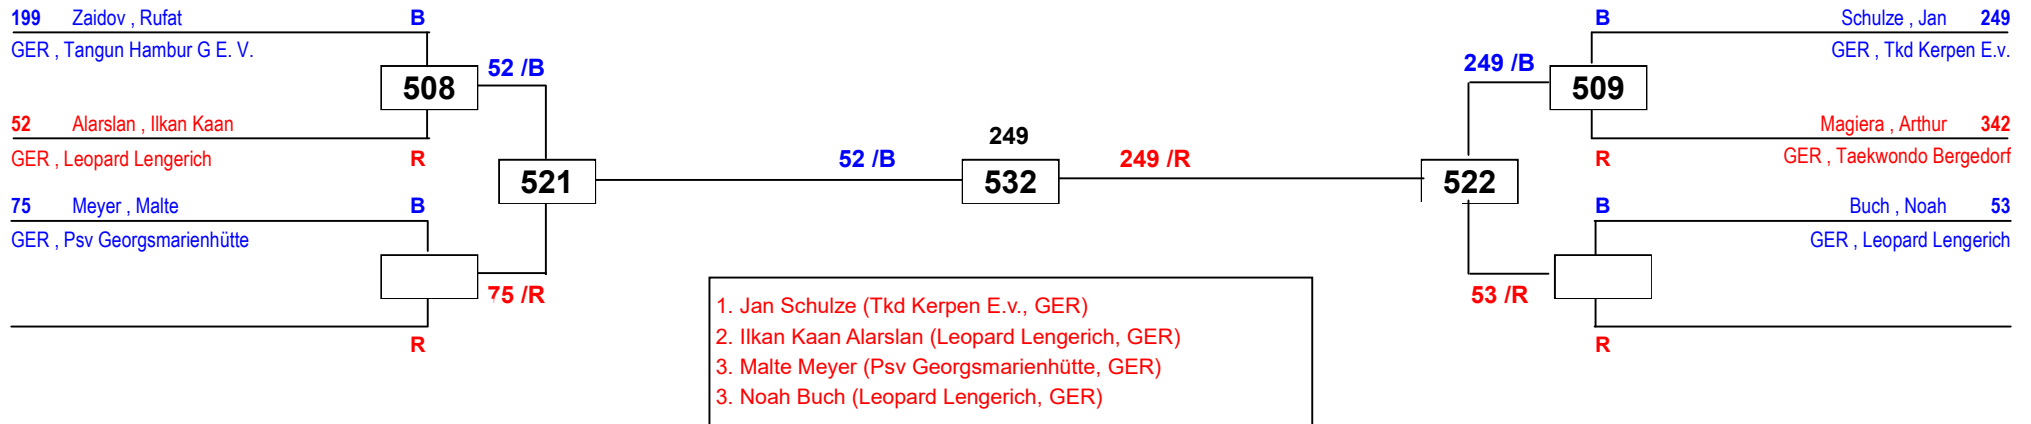 199 Zaidov , Rufat B
GER , Tangun Hambur G E. V.
508
52 /B
52 Alarslan , Ilkan Kaan
GER , Leopard Lengerich R
521
75 Meyer , Malte B
GER , Psv Georgsmarienhütte
75 /R
R
52 /B
249
532
249 /R
B Schulze , Jan 249
GER , Tkd Kerpen E.v.
249 /B
509
Magiera , Arthur 342
R GER , Taekwondo Bergedorf
522
B Buch , Noah 53
GER , Leopard Lengerich
53 /R
R
1. Jan Schulze (Tkd Kerpen E.v., GER)
2. Ilkan Kaan Alarslan (Leopard Lengerich, GER)
3. Malte Meyer (Psv Georgsmarienhütte, GER)
3. Noah Buch (Leopard Lengerich, GER)